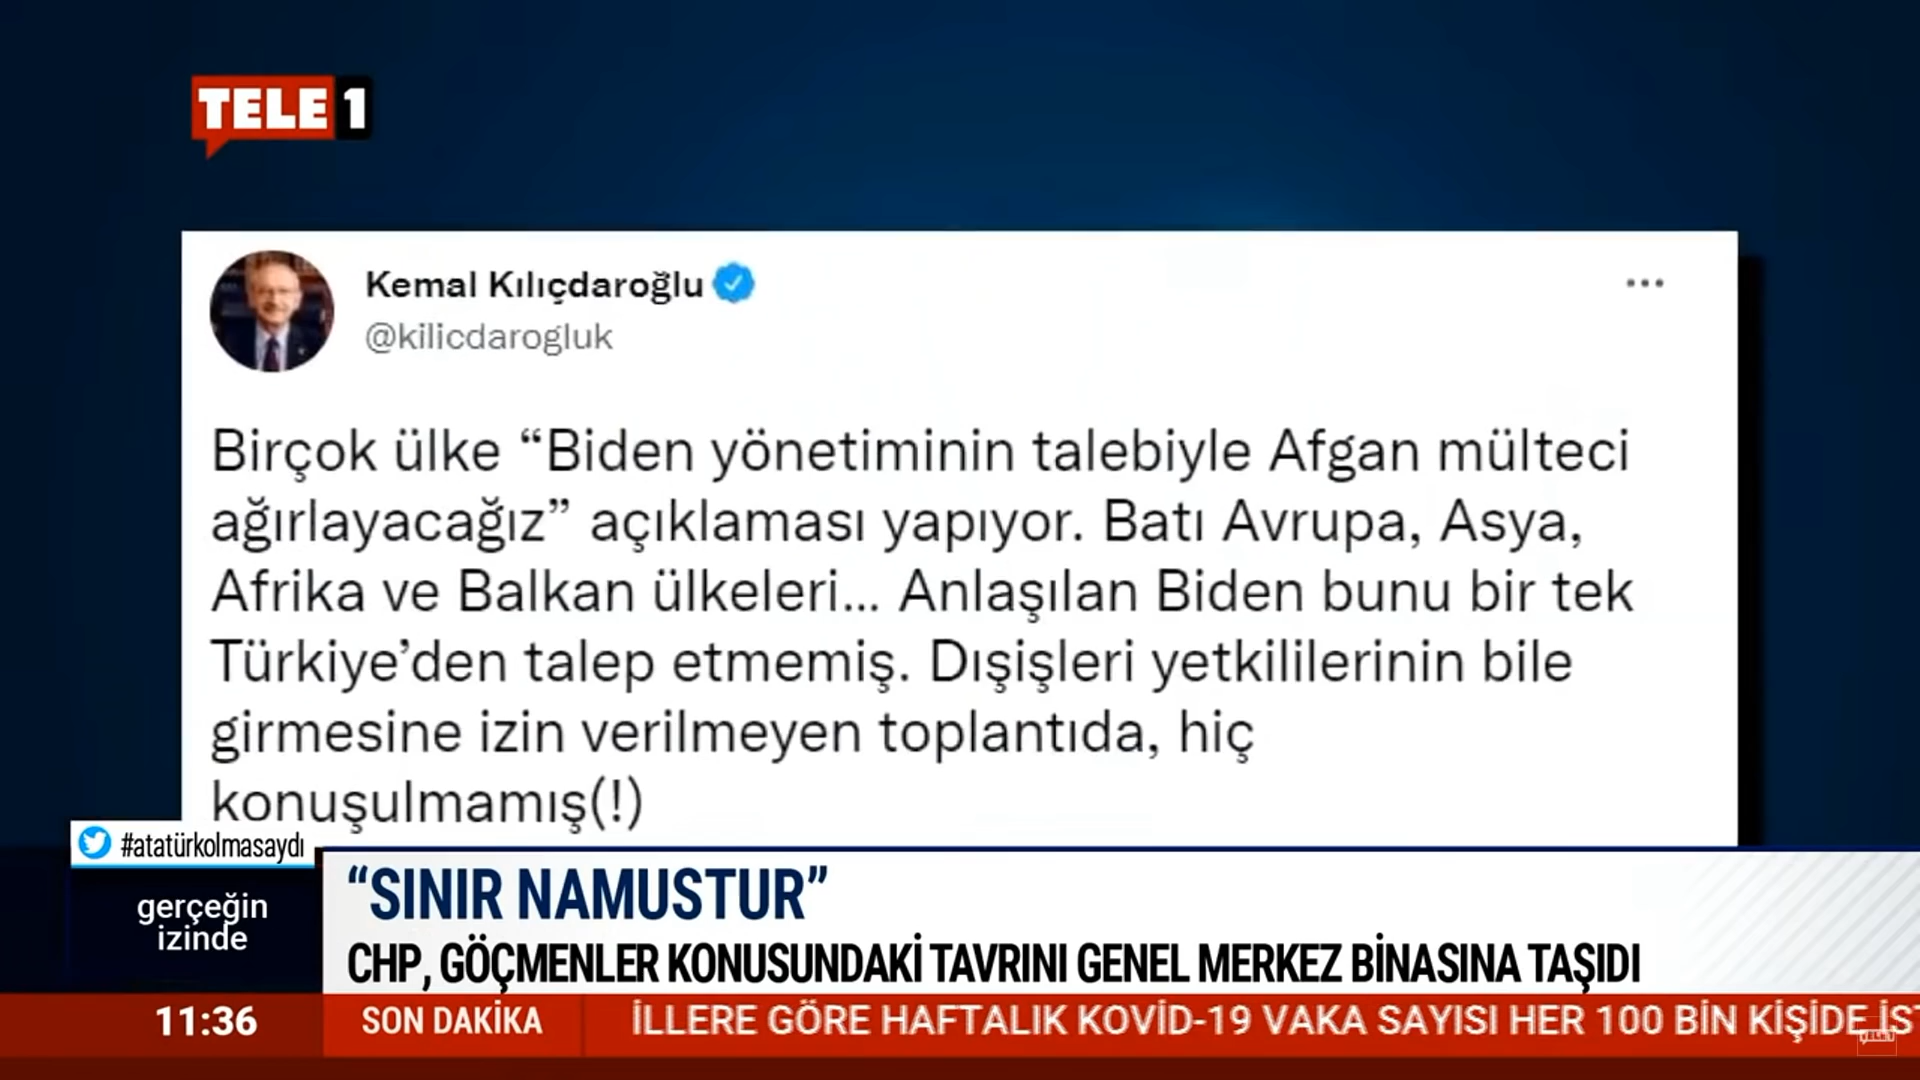 TELE 1
Kemal Kılıçdaroğlu
@kilicdarogluk
Birçok ülke “Biden yönetiminin talebiyle Afgan mülteci
ağırlayacağız” açıklaması yapıyor. Batı Avrupa, Asya,
Afrika ve Balkan ülkeleri... Anlaşılan Biden bunu bir tek
Türkiye’den talep etmemiş. Dışişleri yetkililerinin bile
girmesine izin verilmeyen toplantıda, hiç
konuşulmamış(!)
#atatürkolmasaydı
gerçeğin
izinde
“SINIR NAMUSTUR”
CHP, GÖÇMENLER KONUSUNDAKİ TAVRINI GENEL MERKEZ BİNASINA TAŞIDI
11:36
SON DAKİKA
İLLERE GÖRE HAFTALIK KOVİD-19 VAKA SAYISI HER 100 BİN KİŞİDE